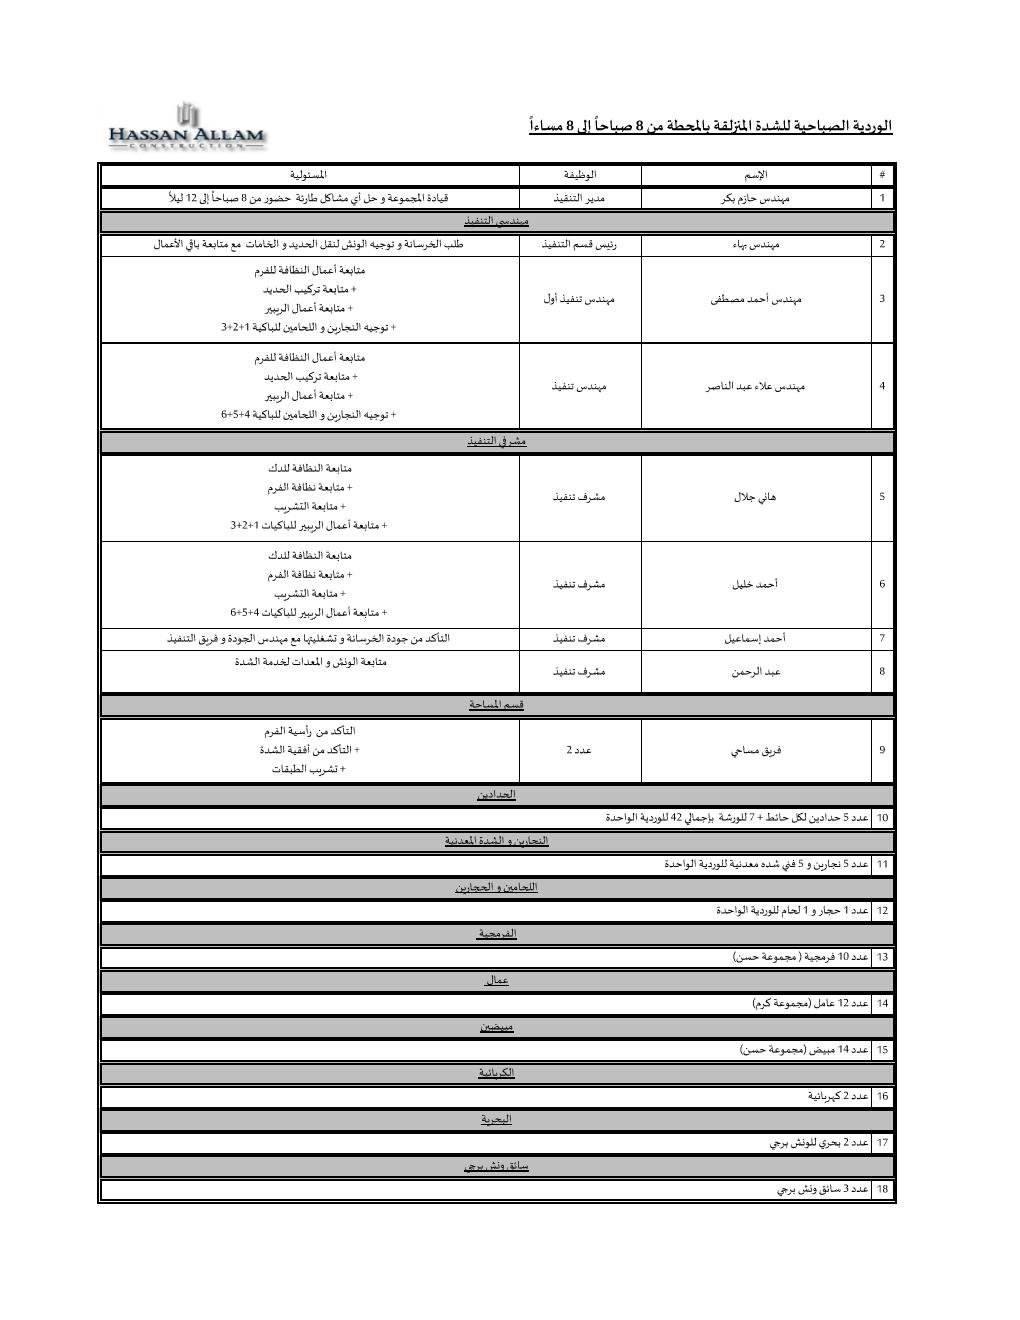 HASSAN ALLAM
CONSTRUCTION
الوردية الصباحية للشدة المنزلقة بالمحطة من 8 صباحاً إلى 8 مساءاً
# الإسم الوظيفة المسئولية
1 مهندس حازم بكر مدير التنفيذ قيادة المجموعة و حل أي مشاكل طارئة حضور من 8 صباحاً إلى 12 ليلاً
مهندسي التنفيذ
2 مهندس بهاء رئيس قسم التنفيذ طلب الخرسانة و توجيه الونش لنقل الحديد و الخامات مع متابعة باقي الأعمال
3 مهندس أحمد مصطفى مهندس تنفيذ أول متابعة أعمال النظافة للفرم
+ متابعة تركيب الحديد
+ متابعة أعمال الريبير
+ توجيه النجارين و اللحامين للباكية 1+2+3
4 مهندس علاء عبد الناصر مهندس تنفيذ متابعة أعمال النظافة للفرم
+ متابعة تركيب الحديد
+ متابعة أعمال الريبير
+ توجيه النجارين و اللحامين للباكية 4+5+6
مشرفي التنفيذ
5 هاني جلال مشرف تنفيذ متابعة النظافة للدك
+ متابعة نظافة الفرم
+ متابعة التشريب
+ متابعة أعمال الريبير للباكيات 1+2+3
6 أحمد خليل مشرف تنفيذ متابعة النظافة للدك
+ متابعة نظافة الفرم
+ متابعة التشريب
+ متابعة أعمال الريبير للباكيات 4+5+6
7 أحمد إسماعيل مشرف تنفيذ التأكد من جودة الخرسانة و تشغليتها مع مهندس الجودة و فريق التنفيذ
8 عبد الرحمن مشرف تنفيذ متابعة الونش و المعدات لخدمة الشدة
قسم المساحة
9 فريق مساحي عدد 2 التأكد من رأسية الفرم
+ التأكد من أفقية الشدة
+ تشريب الطبقات
الحدادين
10 عدد 5 حدادين لكل حائط + 7 للورشة بإجمالي 42 للوردية الواحدة
النجارين و الشدة المعدنية
11 عدد 5 نجارين و 5 فني شده معدنية للوردية الواحدة
اللحامين و الحجارين
12 عدد 1 حجار و 1 لحام للوردية الواحدة
الفرمجية
13 عدد 10 فرمجية ( مجموعة حسن)
عمال
14 عدد 12 عامل (مجموعة كرم)
مبيضين
15 عدد 14 مبيض (مجموعة حسن)
الكربائية
16 عدد 2 كهربائية
البحرية
17 عدد 2 بحري للونش برجي
سائق ونش برجي
18 عدد 3 سائق ونش برجي